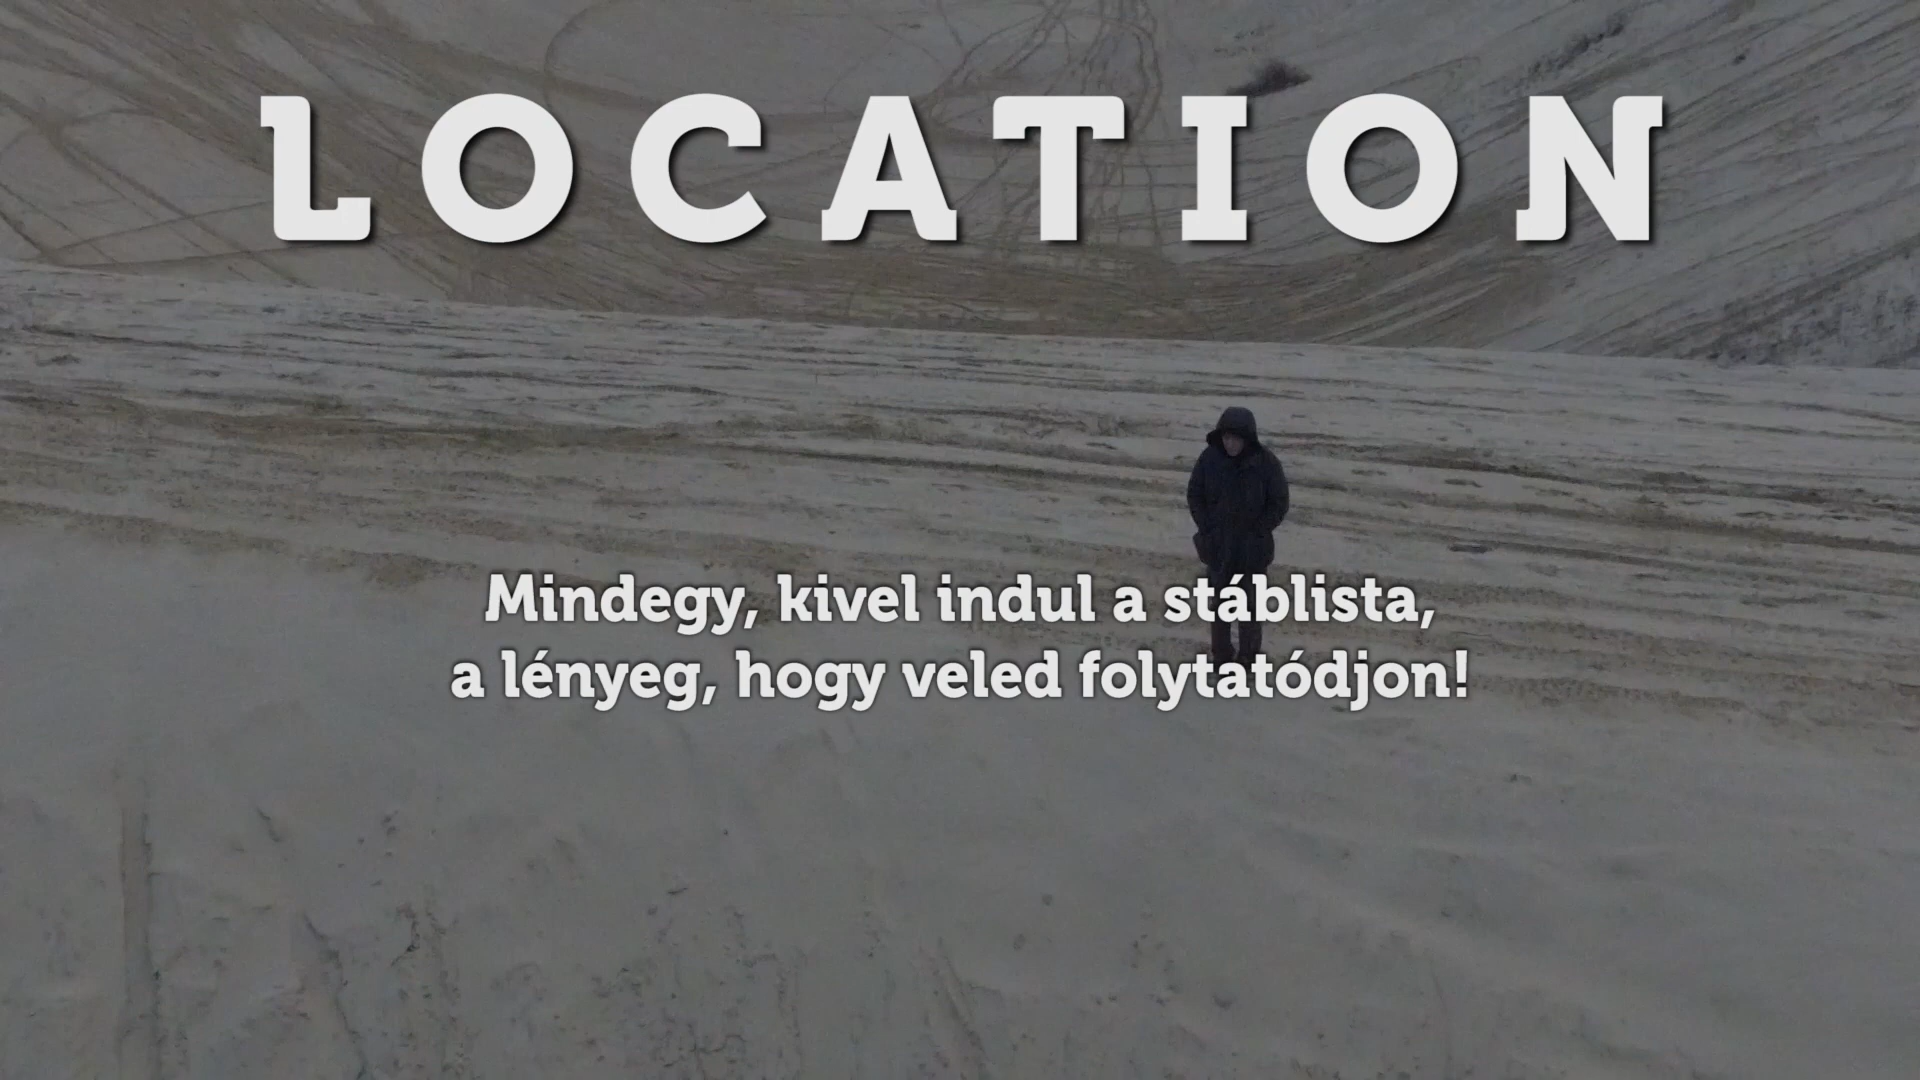 LOCATION
Mindegy, kivel indul a stáblista,
a lényeg, hogy veled folytatódjon!